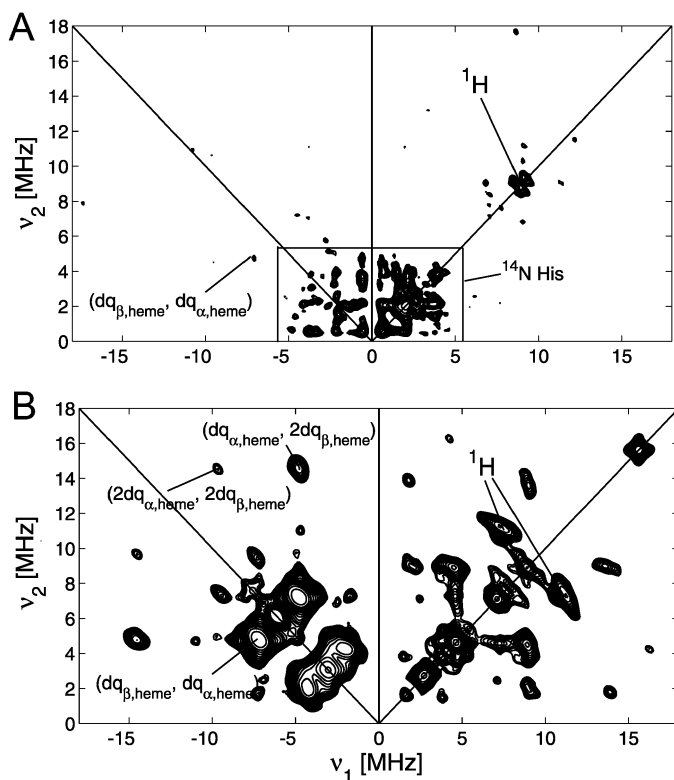 A
18
16
14
12
10
8
6
4
2
0
ν2 [MHz]
1H
14N His
(dqβ,heme, dqα,heme)
-15
-10
-5
0
5
10
15
B
18
16
14
12
10
8
6
4
2
0
ν2 [MHz]
(dqα,heme, 2dqβ,heme)
(2dqα,heme, 2dqβ,heme)
1H
(dqβ,heme, dqα,heme)
-15
-10
-5
0
5
10
15
ν1 [MHz]